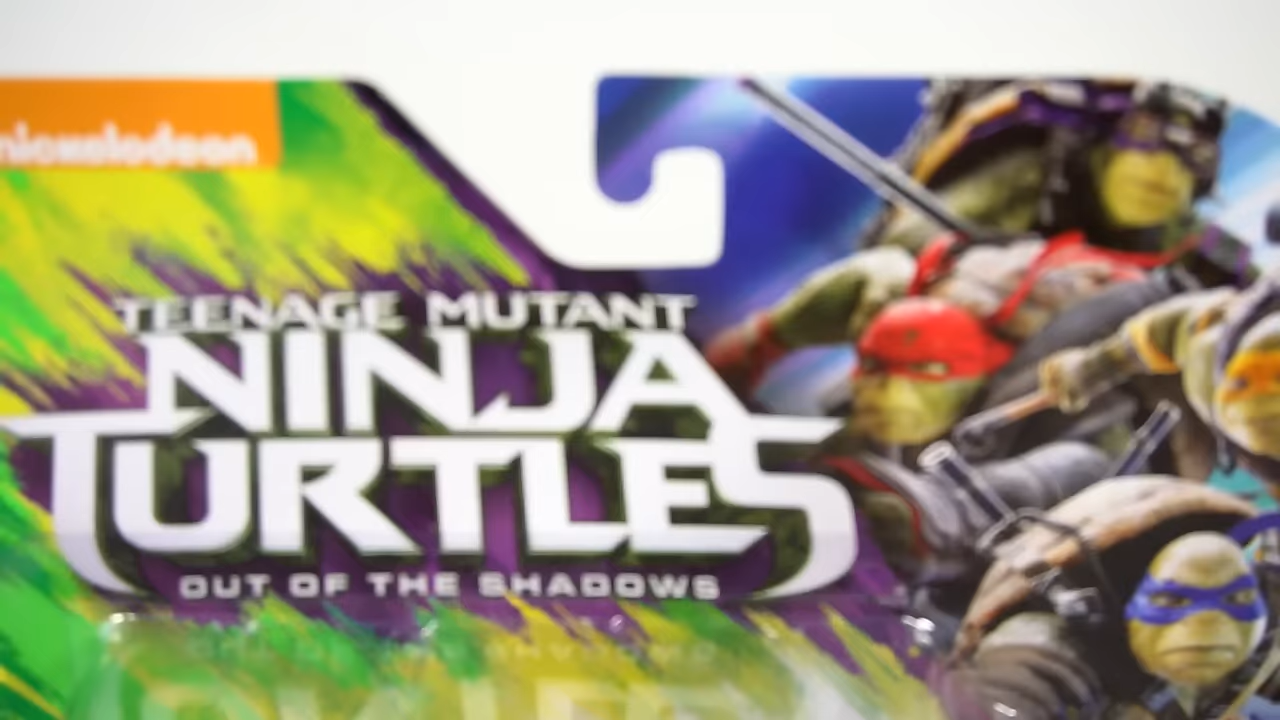 nickelodeon
TEENAGE MUTANT
NINJA
TURTLES
OUT OF THE SHADOWS